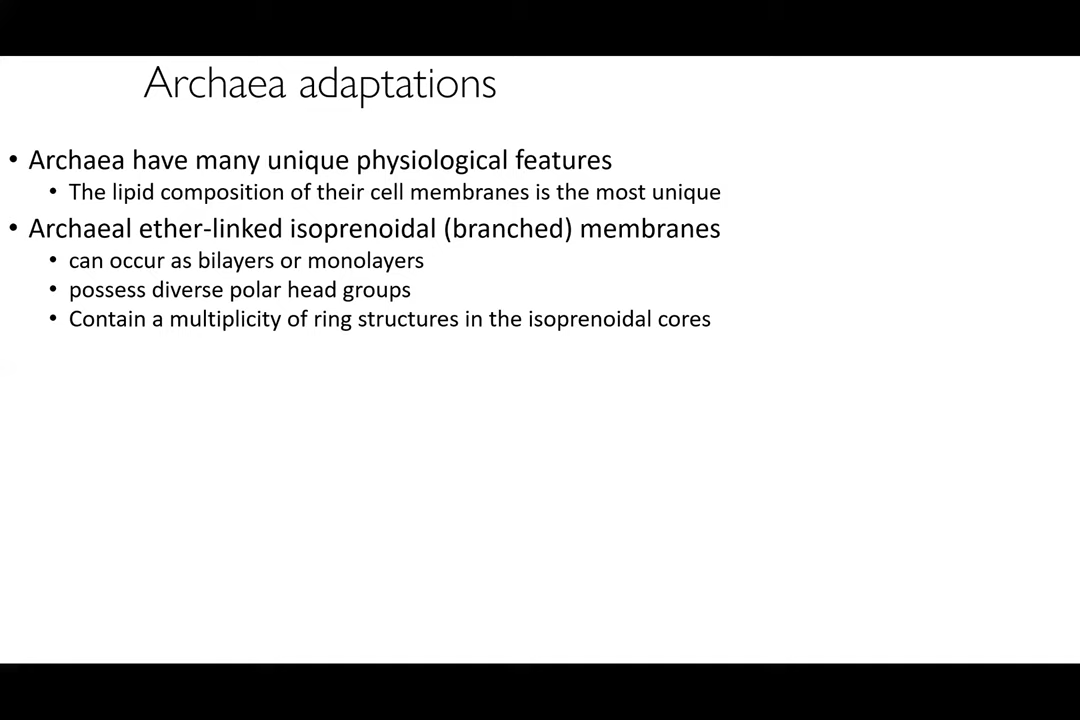 Archaea adaptations
• Archaea have many unique physiological features
• The lipid composition of their cell membranes is the most unique
• Archaeal ether-linked isoprenoidal (branched) membranes
• can occur as bilayers or monolayers
• possess diverse polar head groups
• Contain a multiplicity of ring structures in the isoprenoidal cores